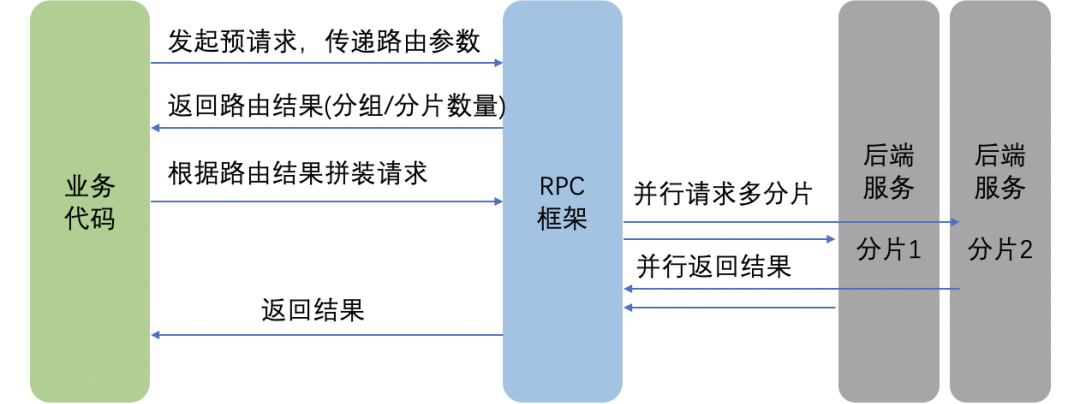 发起预请求，传递路由参数
返回路由结果(分组/分片数量)
根据路由结果拼装请求
返回结果
业务
代码
RPC
框架
并行请求多分片
并行返回结果
后端
服务
分片1
后端
服务
分片2